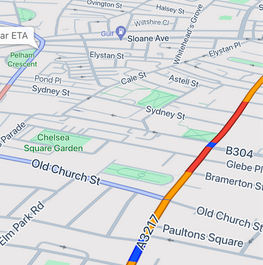 Ovington St
Halsey St
Wiltshire Cl
ar ETA
Gulf
Sloane Ave
Whitehead's Grove
Elystan Pl
Pelham
Crescent
Elystan St
Pond Pl
Cale St
Astell St
Sydney St
Sydney St
Parade
Chelsea
Square Garden
B304
Glebe Pl
Old Church St
Bramerton S
Elm Park Rd
Old Church St
A3217
Paultons Square